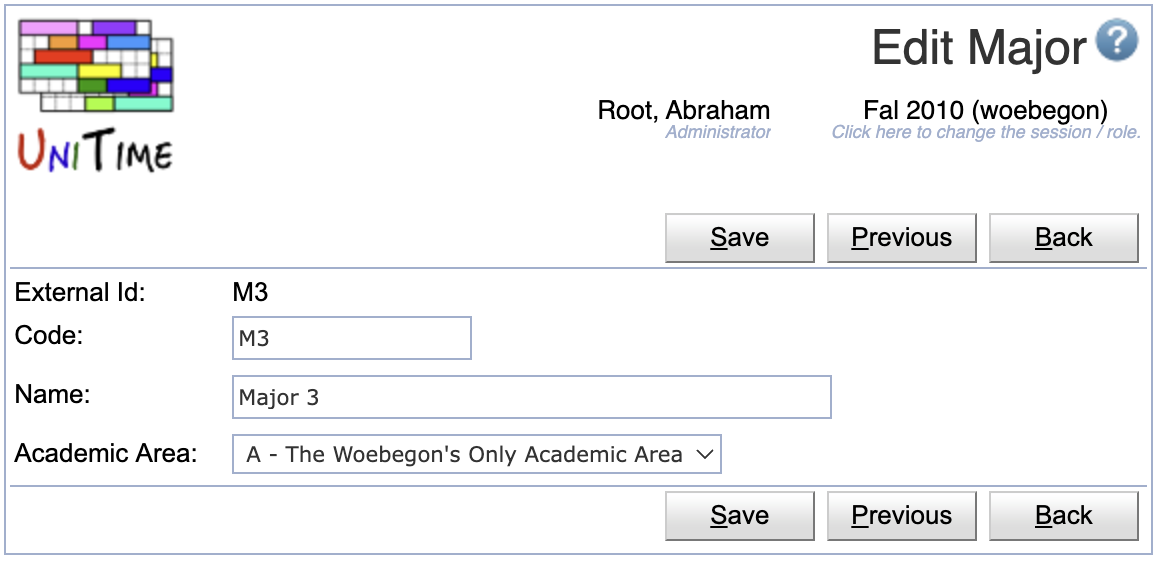 UniTime
Edit Major ?
Root, Abraham
Administrator
Fal 2010 (woebegon)
Click here to change the session / role.
Save Previous Back
External Id: M3
Code: M3
Name: Major 3
Academic Area: A - The Woebegon's Only Academic Area
Save Previous Back